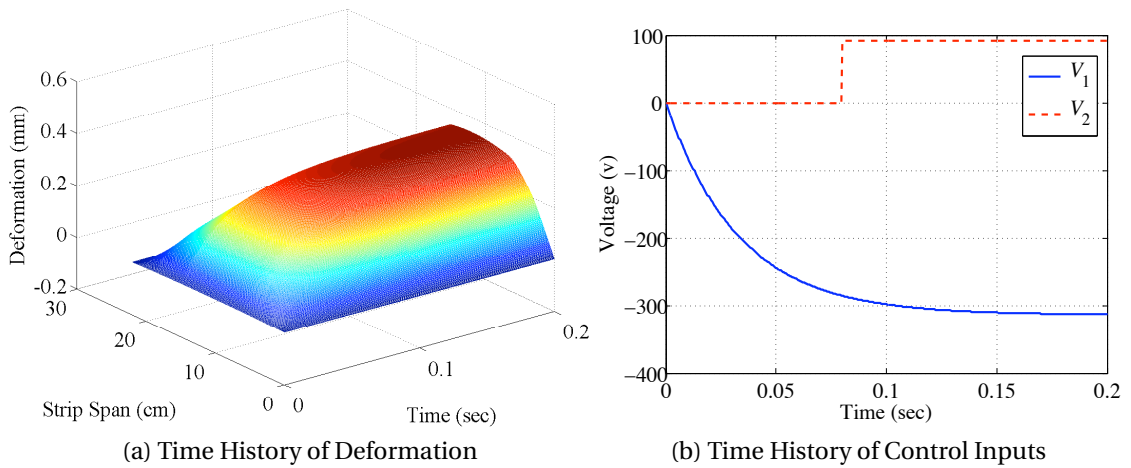 0.6
0.4
0.2
0
-0.2
Deformation (mm)
30
20
10
0
Strip Span (cm)
0
0.1
0.2
Time (sec)
(a) Time History of Deformation
100
0
−100
−200
−300
−400
Voltage (v)
0
0.05
0.1
0.15
0.2
Time (sec)
V1
V2
(b) Time History of Control Inputs